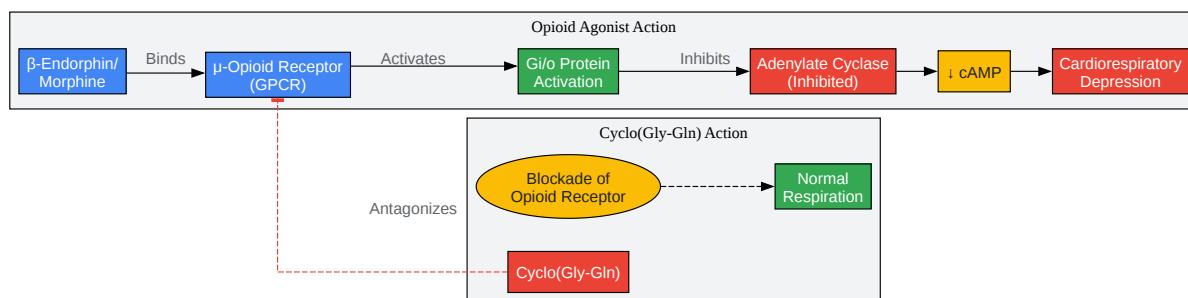 Opioid Agonist Action
β-Endorphin/
Morphine
Binds
μ-Opioid Receptor
(GPCR)
Activates
Gi/o Protein
Activation
Inhibits
Adenylate Cyclase
(Inhibited)
↓ cAMP
Cardiorespiratory
Depression
Cyclo(Gly-Gln) Action
Blockade of
Opioid Receptor
Normal
Respiration
Antagonizes
Cyclo(Gly-Gln)